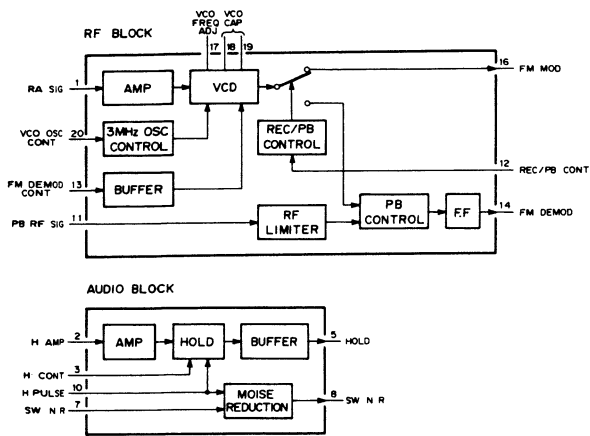 RF BLOCK
VCO FREQ ADJ
VCO CAP
17 18 19
RA SIG 1
AMP
VCD
16 FM MOD
VCO OSC CONT 20
3MHz OSC CONTROL
REC/PB CONTROL
12 REC/PB CONT
FM DEMOD CONT 13
BUFFER
PB RF SIG 11
RF LIMITER
PB CONTROL
F.F
14 FM DEMOD
AUDIO BLOCK
H AMP 2
AMP
HOLD
BUFFER
5 HOLD
H CONT 3
H PULSE 10
SW N R 7
MOISE REDUCTION
8 SW N R